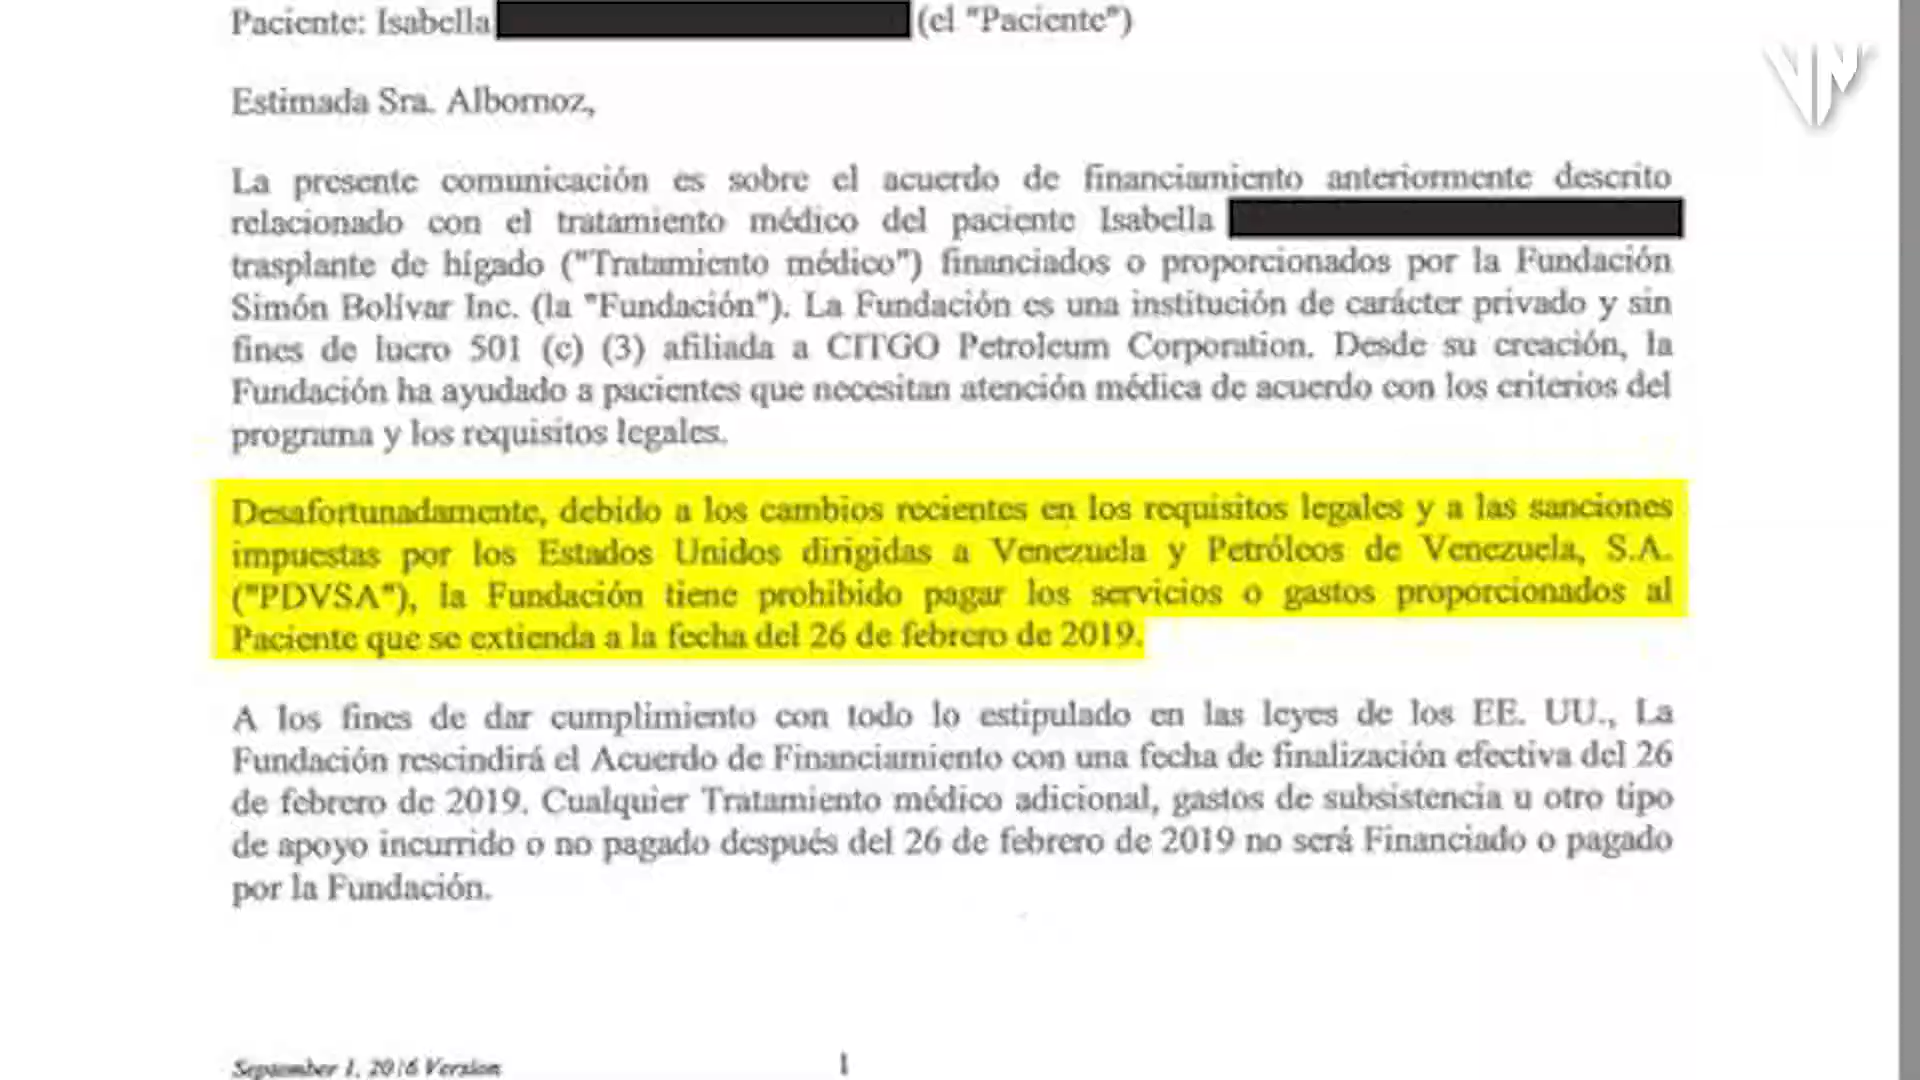 Paciente: Isabella (el "Paciente")
VN
Estimada Sra. Albornoz,
La presente comunicación es sobre el acuerdo de financiamiento anteriormente descrito
relacionado con el tratamiento médico del paciente Isabella
trasplante de hígado ("Tratamiento médico") financiados o proporcionados por la Fundación
Simón Bolívar Inc. (la "Fundación"). La Fundación es una institución de carácter privado y sin
fines de lucro 501 (c) (3) afiliada a CITGO Petroleum Corporation. Desde su creación, la
Fundación ha ayudado a pacientes que necesitan atención médica de acuerdo con los criterios del
programa y los requisitos legales.
Desafortunadamente, debido a los cambios recientes en los requisitos legales y a las sanciones
impuestas por los Estados Unidos dirigidas a Venezuela y Petróleos de Venezuela, S.A.
("PDVSA"), la Fundación tiene prohibido pagar los servicios o gastos proporcionados al
Paciente que se extienda a la fecha del 26 de febrero de 2019.
A los fines de dar cumplimiento con todo lo estipulado en las leyes de los EE. UU., La
Fundación rescindirá el Acuerdo de Financiamiento con una fecha de finalización efectiva del 26
de febrero de 2019. Cualquier Tratamiento médico adicional, gastos de subsistencia u otro tipo
de apoyo incurrido o no pagado después del 26 de febrero de 2019 no será Financiado o pagado
por la Fundación.
September 1, 2016 Version 1